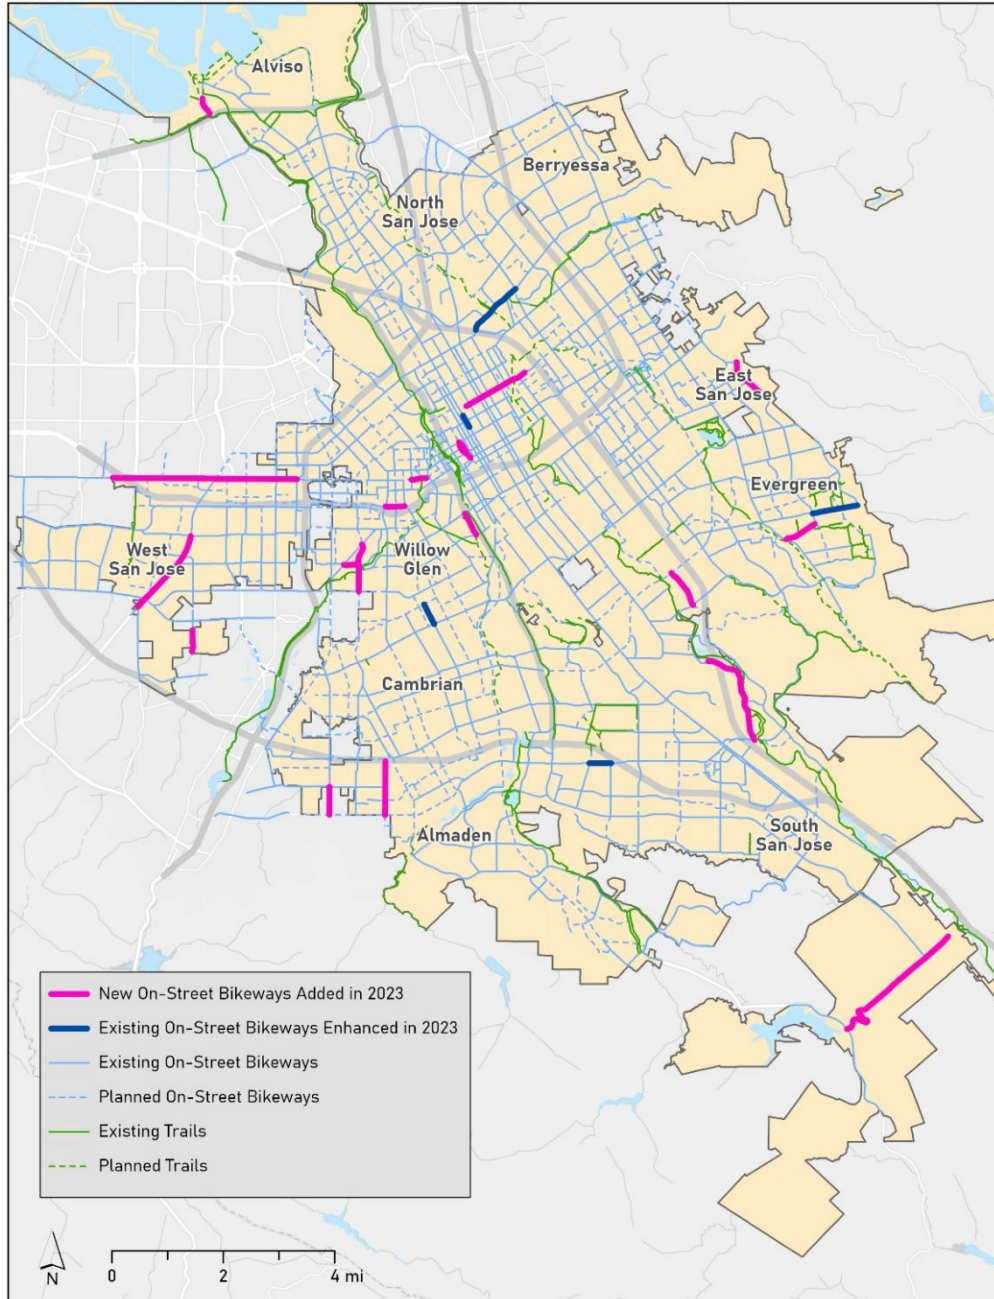 Alviso
Berryessa
North
San Jose
East
San Jose
Evergreen
West
San Jose
Willow
Glen
Cambrian
Almaden
South
San Jose
New On-Street Bikeways Added in 2023
Existing On-Street Bikeways Enhanced in 2023
Existing On-Street Bikeways
Planned On-Street Bikeways
Existing Trails
Planned Trails
N
0 2 4 mi